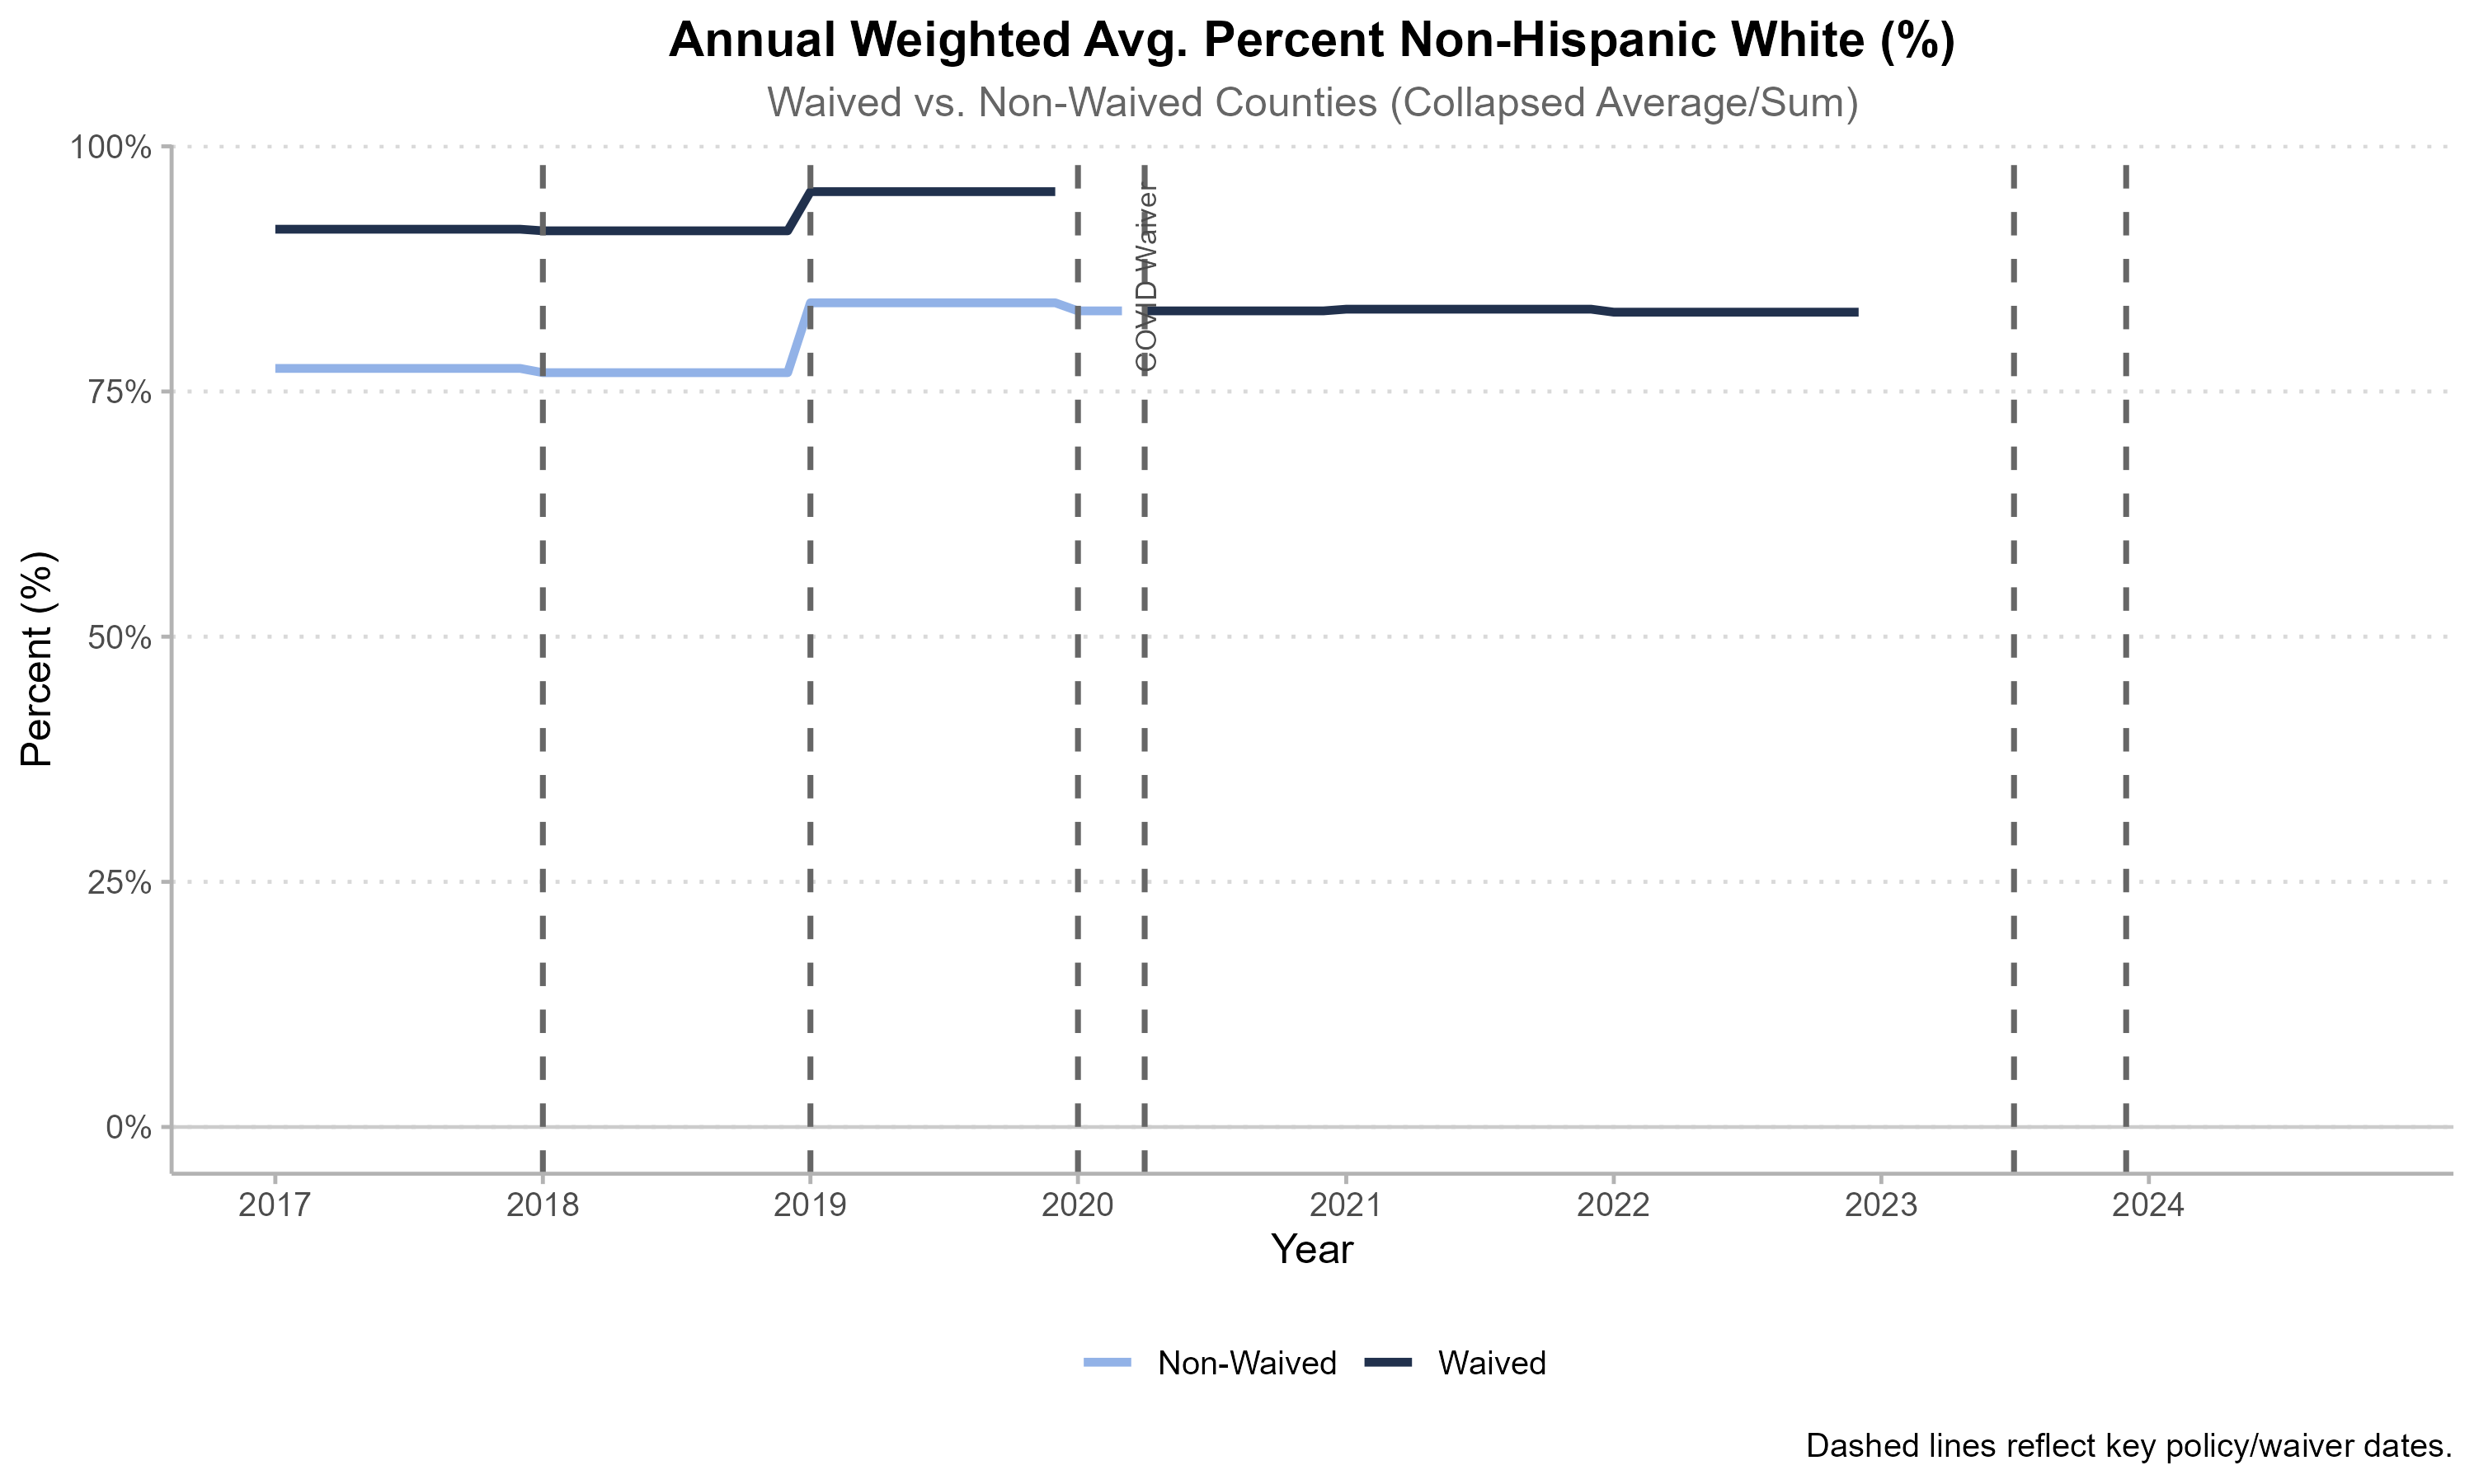 Annual Weighted Avg. Percent Non-Hispanic White (%)
Waived vs. Non-Waived Counties (Collapsed Average/Sum)
100%
75%
50%
25%
0%
Percent (%)
COVID Waiver
2017 2018 2019 2020 2021 2022 2023 2024
Year
Non-Waived Waived
Dashed lines reflect key policy/waiver dates.